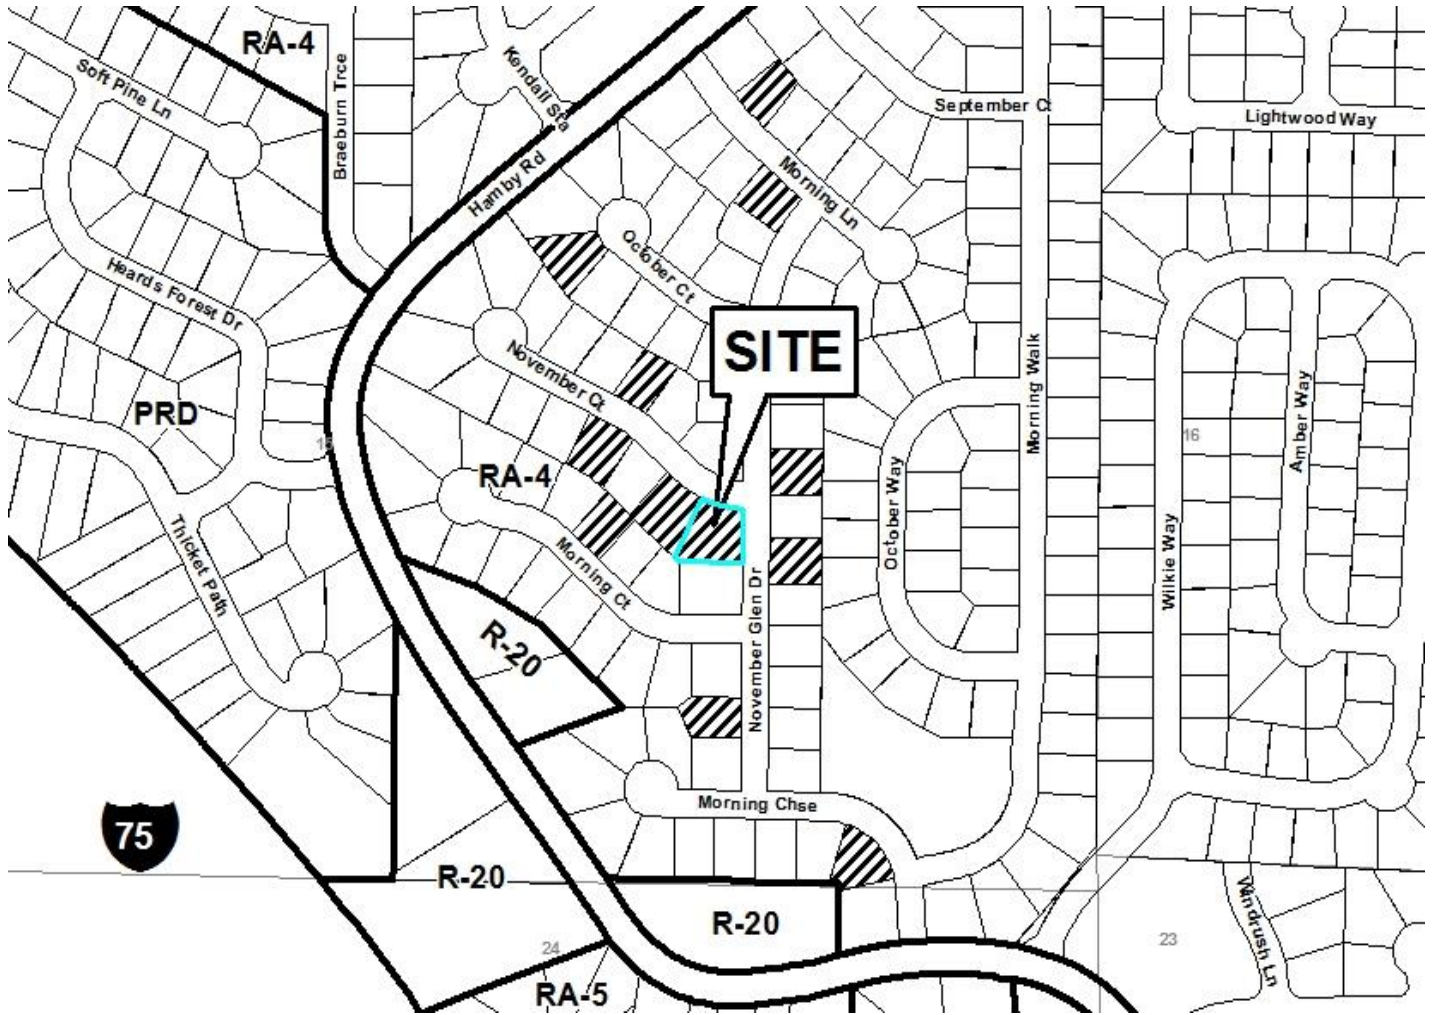 RA-4
Soft Pine Ln
Braeburn Trce
Kendall Sta
Hamby Rd
September Ct
Lightwood Way
Morning Ln
October Ct
Heards Forest Dr
SITE
November Ct
PRD
15
RA-4
Morning Walk
16
Amber Way
October Way
Wilkie Way
Thicket Path
Morning Ct
R-20
November Glen Dr
Morning Chse
75
R-20
R-20
Windrush Ln
24
23
RA-5